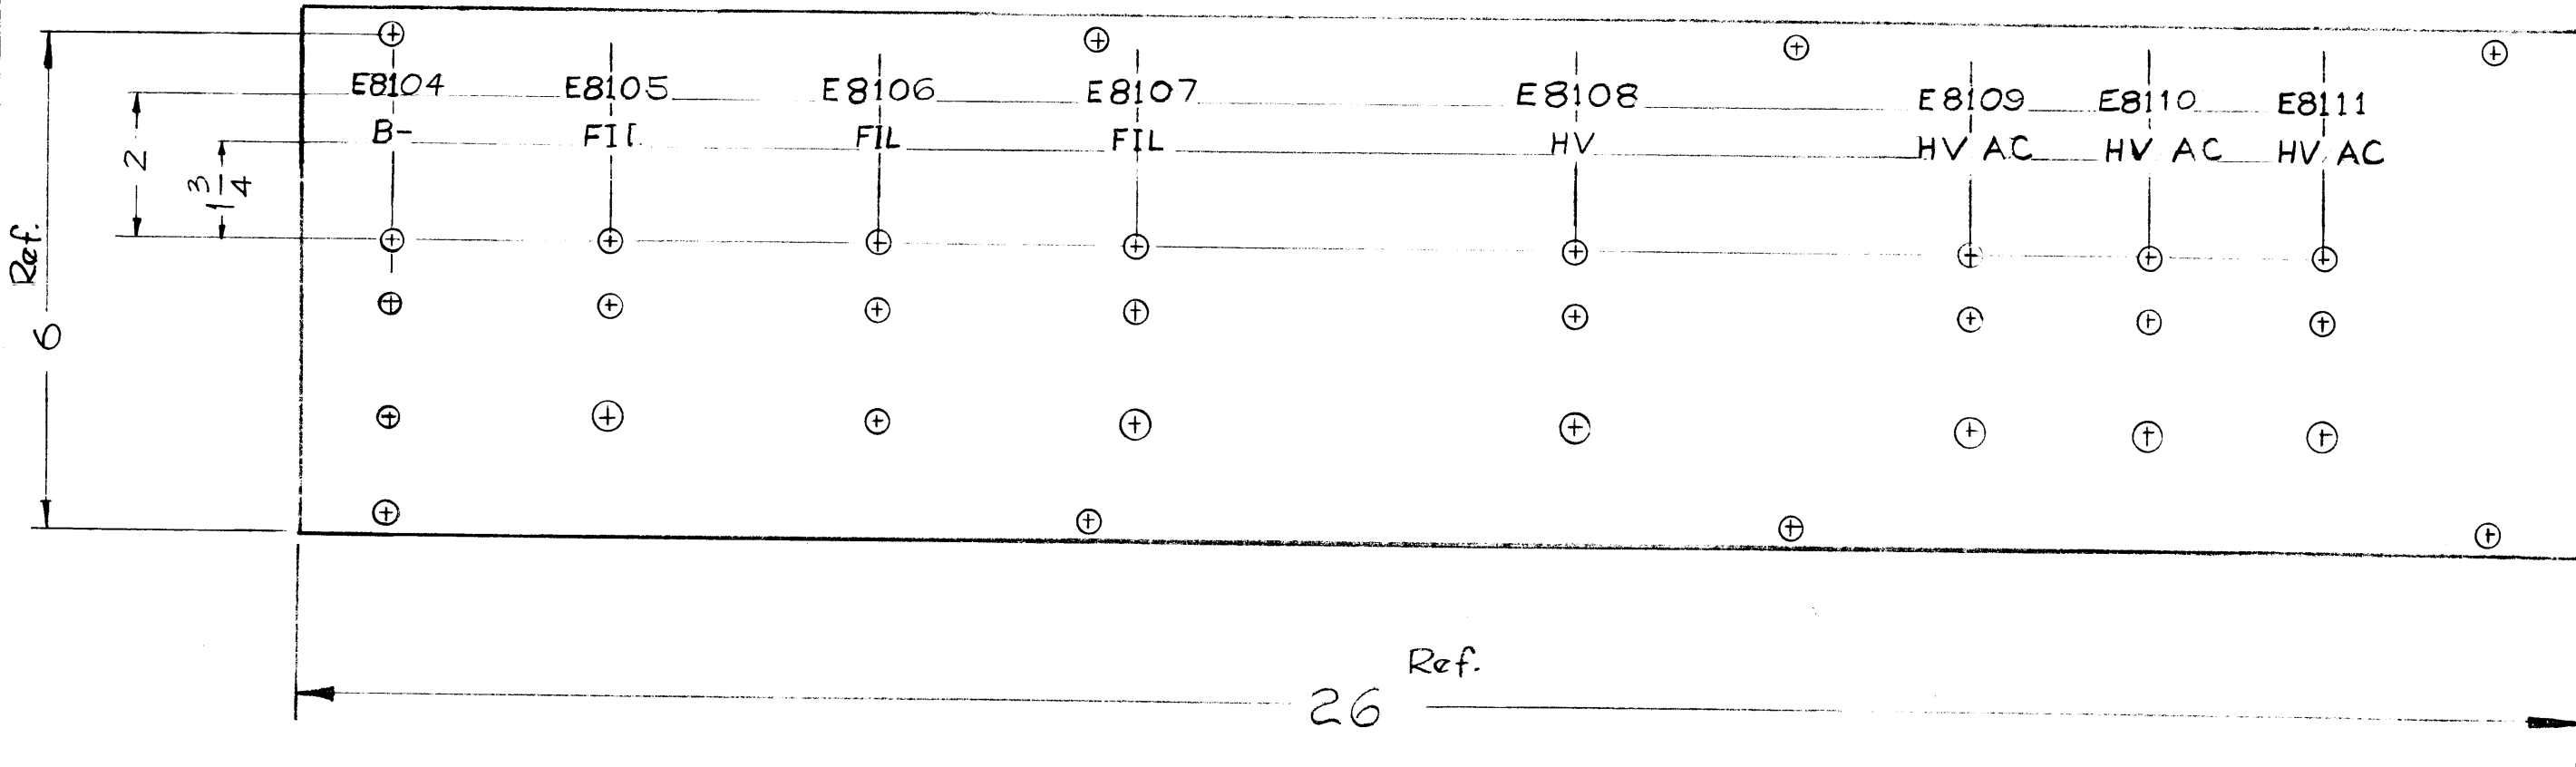 E8104 E8105 E8106 E8107 E8108 E8109 E8110 E8111
B- FIL FIL FIL HV HV AC HV AC HV AC
2
1 3/4
Ref.
6
Ref.
26